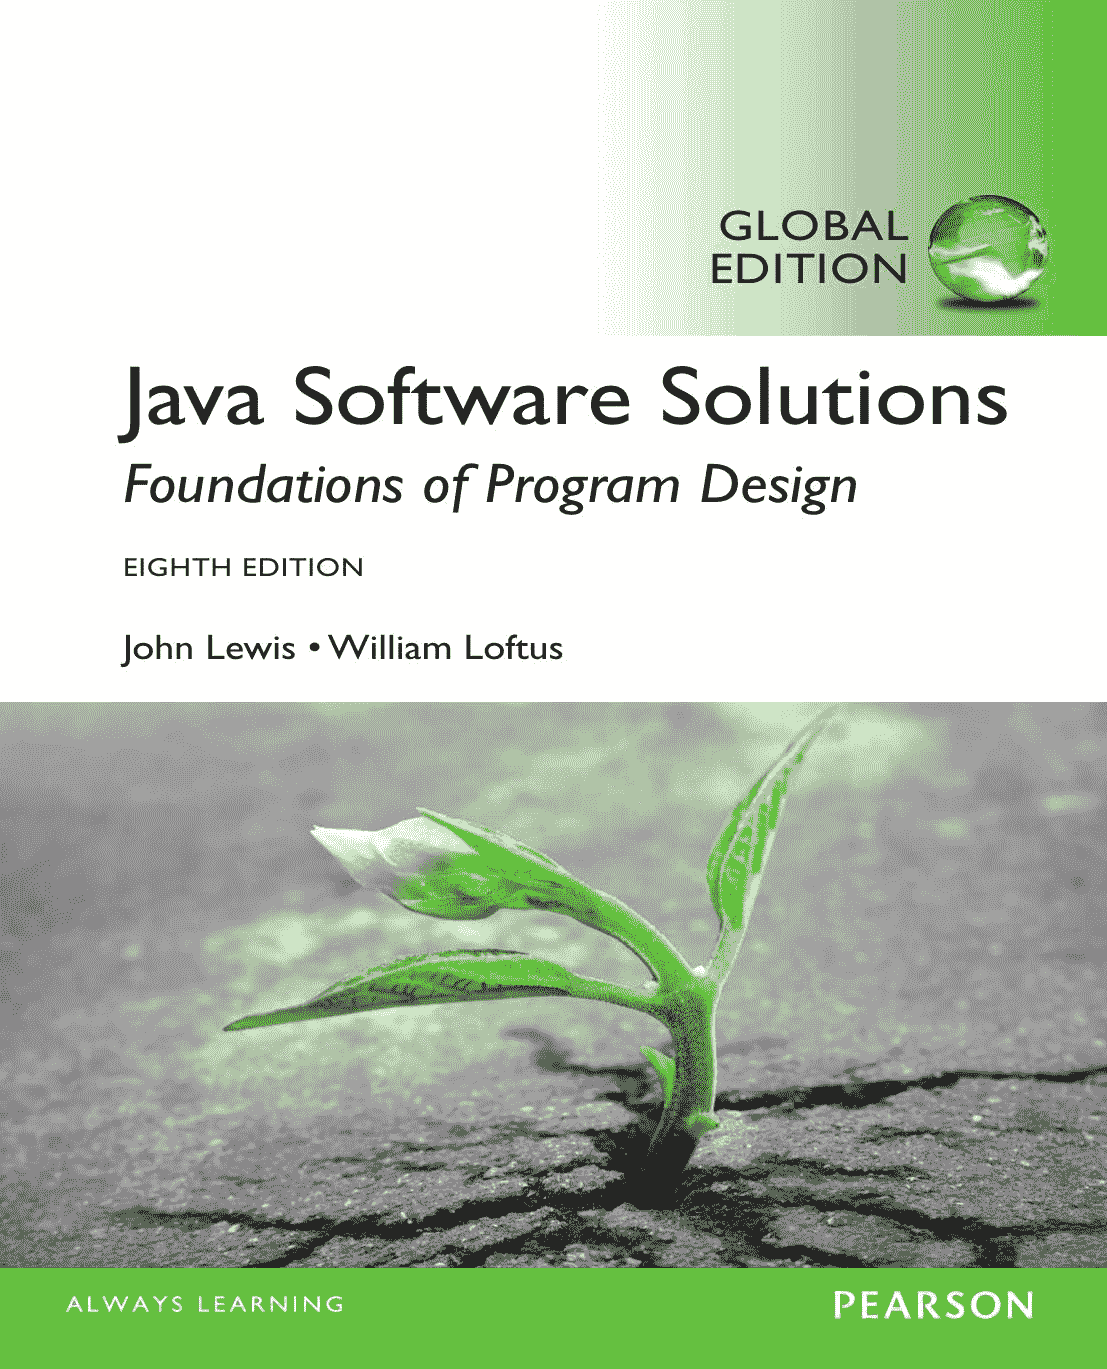 GLOBAL
EDITION
Java Software Solutions
Foundations of Program Design
EIGHTH EDITION
John Lewis • William Loftus
ALWAYS LEARNING
PEARSON